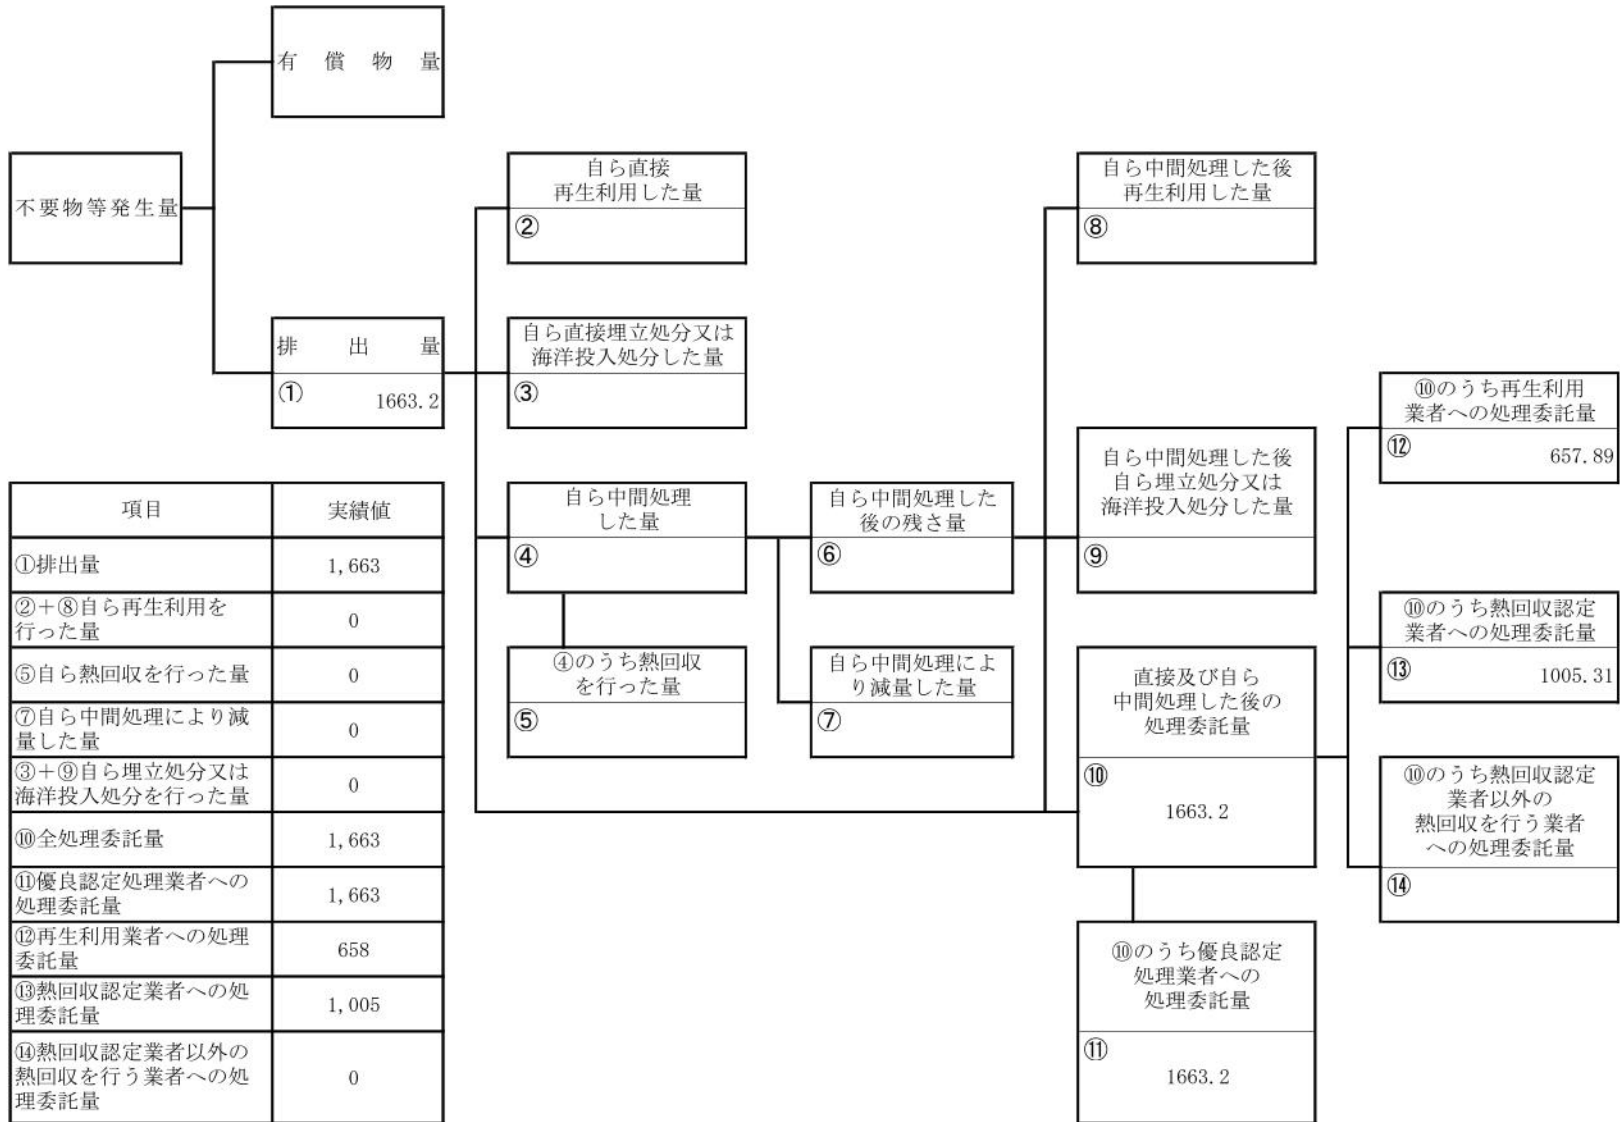 有償物量
不要物等発生量
排出量
① 1663.2
自ら直接
再生利用した量
②
自ら直接埋立処分又は
海洋投入処分した量
③
自ら中間処理
した量
④
④のうち熱回収
を行った量
⑤
自ら中間処理した
後の残さ量
⑥
自ら中間処理によ
り減量した量
⑦
自ら中間処理した後
再生利用した量
⑧
自ら中間処理した後
自ら埋立処分又は
海洋投入処分した量
⑨
直接及び自ら
中間処理した後の
処理委託量
⑩
1663.2
⑩のうち優良認定
処理業者への
処理委託量
⑪
1663.2
⑩のうち再生利用
業者への処理委託量
⑫ 657.89
⑩のうち熱回収認定
業者への処理委託量
⑬ 1005.31
⑩のうち熱回収認定
業者以外の
熱回収を行う業者
への処理委託量
⑭
項目 実績値
①排出量 1,663
②＋⑧自ら再生利用を
行った量 0
⑤自ら熱回収を行った量 0
⑦自ら中間処理により減
量した量 0
③＋⑨自ら埋立処分又は
海洋投入処分を行った量 0
⑩全処理委託量 1,663
⑪優良認定処理業者への
処理委託量 1,663
⑫再生利用業者への処理
委託量 658
⑬熱回収認定業者への処
理委託量 1,005
⑭熱回収認定業者以外の
熱回収を行う業者への処
理委託量 0